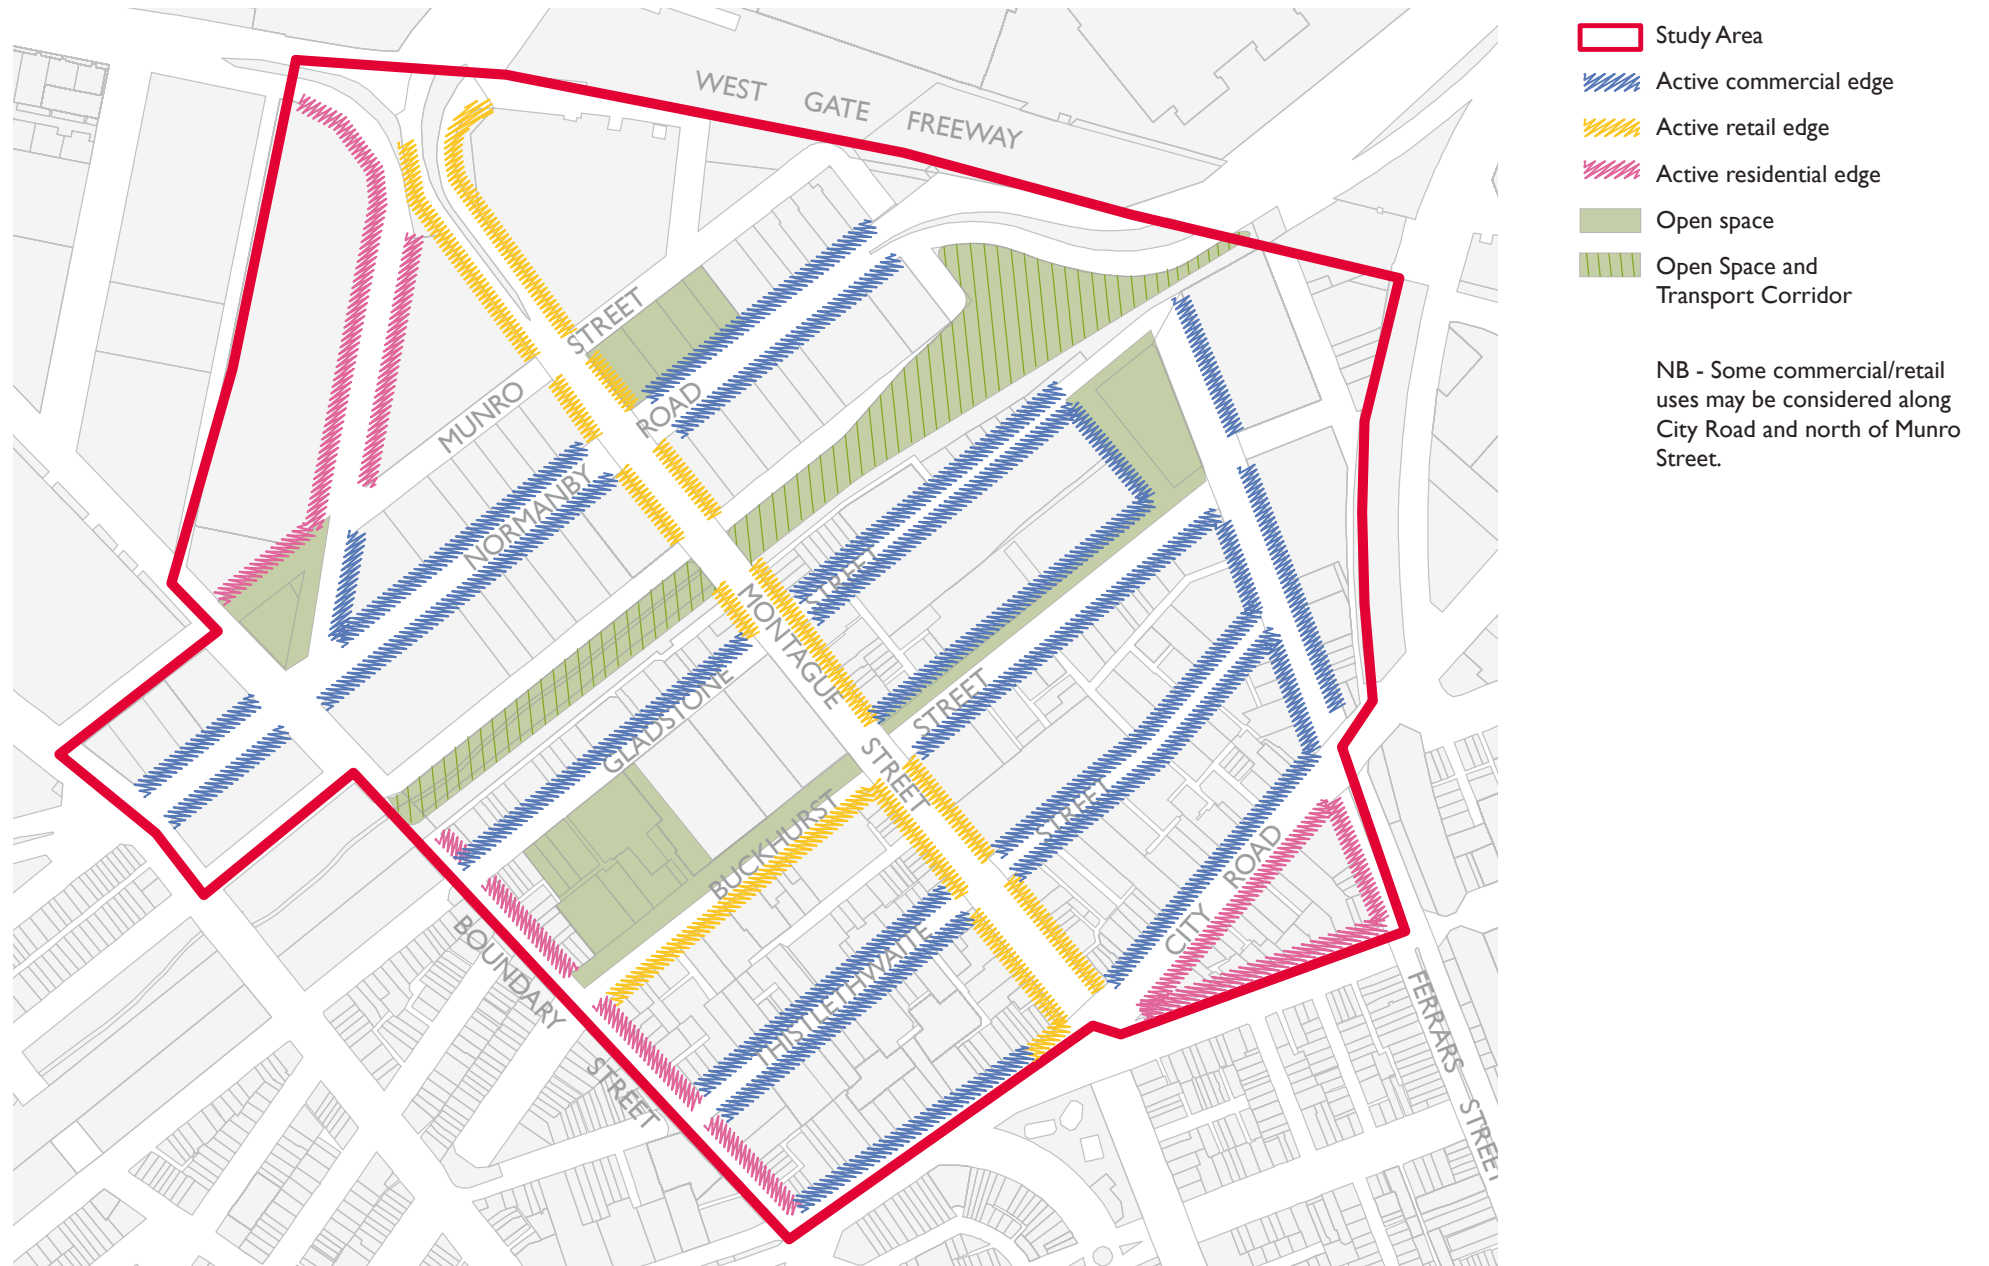 WEST GATE FREEWAY
MUNRO STREET
NORMANBY ROAD
MONTAGUE STREET
GLADSTONE STREET
BUCKHURST STREET
THISTLETHWAITE STREET
BOUNDARY STREET
CITY ROAD
FERRARS STREET
Study Area
Active commercial edge
Active retail edge
Active residential edge
Open space
Open Space and
Transport Corridor
NB - Some commercial/retail
uses may be considered along
City Road and north of Munro
Street.